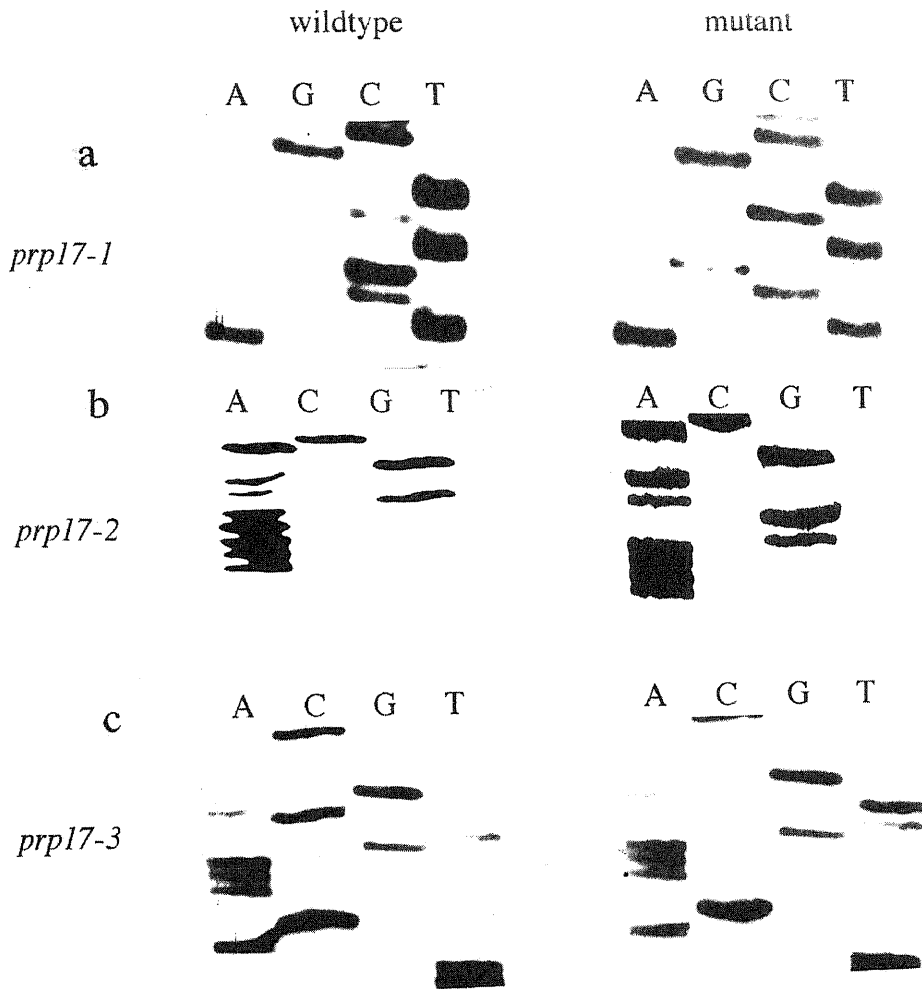 wildtype mutant
A G C T A G C T
a
prp17-1
b
A C G T A C G T
prp17-2
c
A C G T A C G T
prp17-3